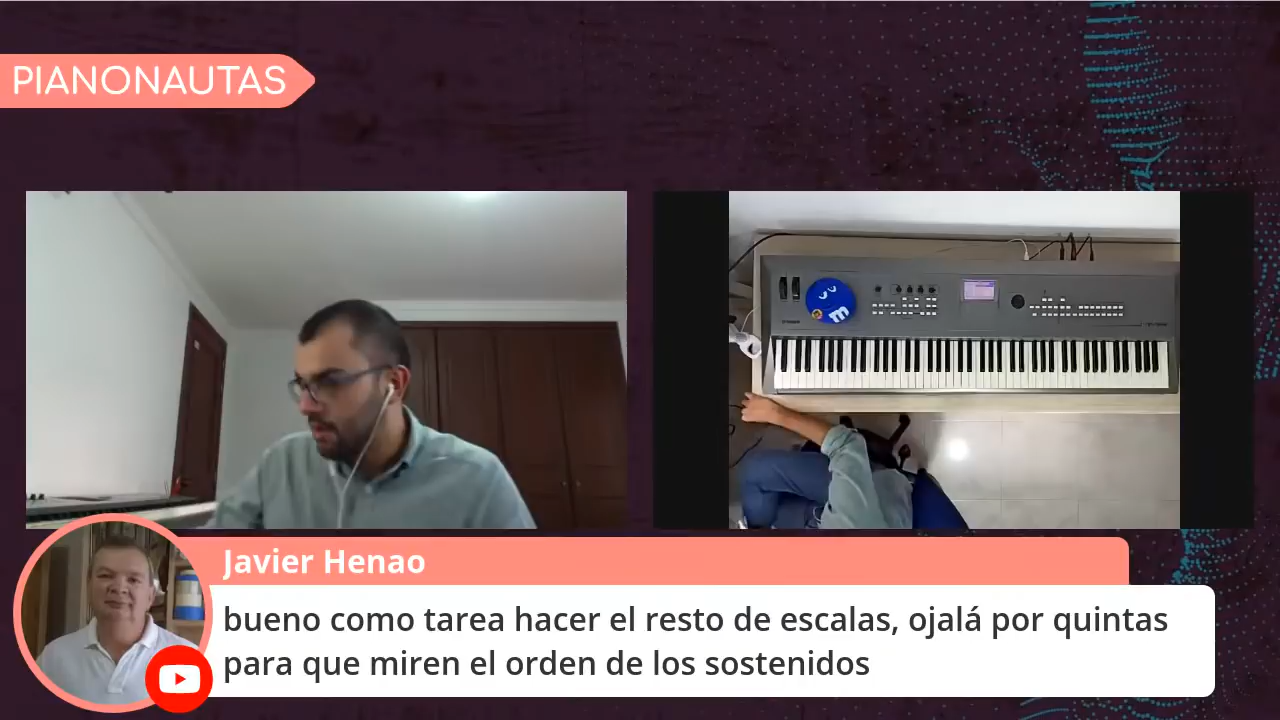 PIANONAUTAS
Javier Henao
bueno como tarea hacer el resto de escalas, ojalá por quintas
para que miren el orden de los sostenidos